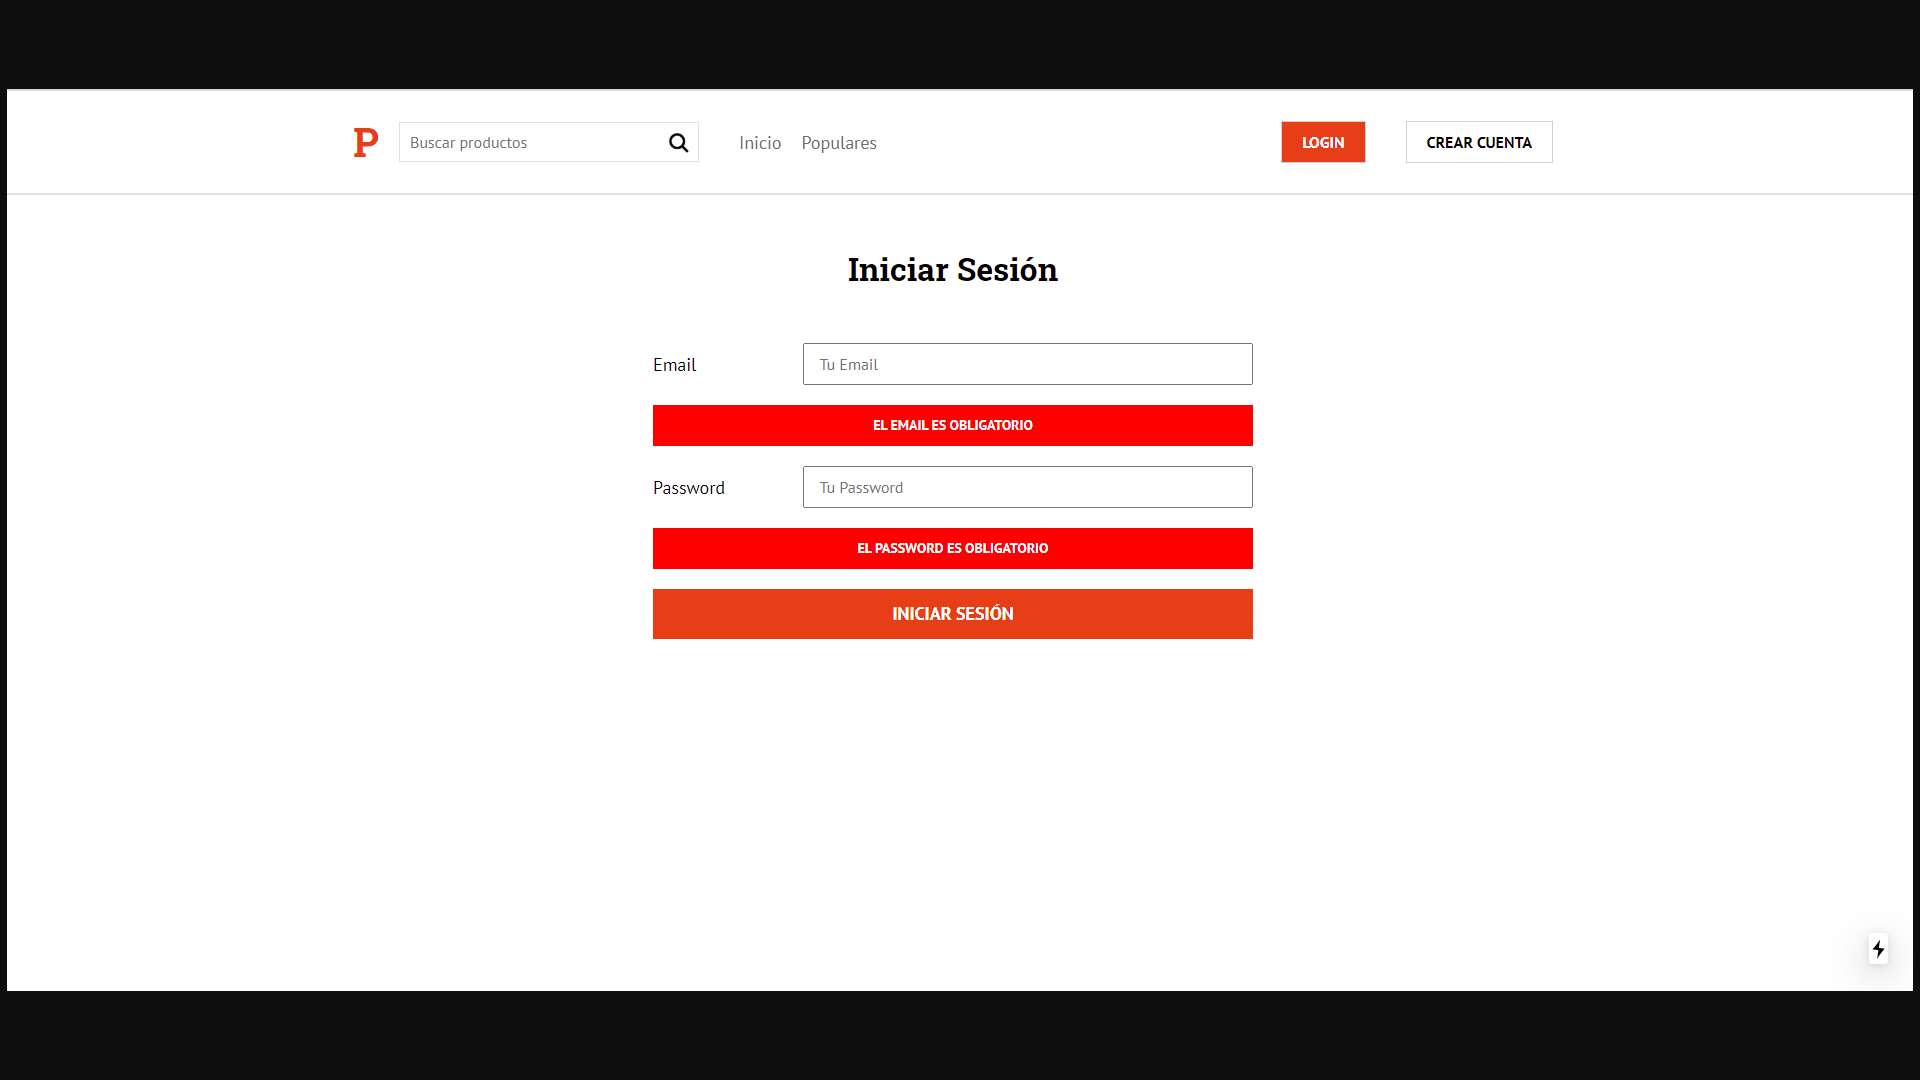 P
Buscar productos
Inicio
Populares
LOGIN
CREAR CUENTA
Iniciar Sesión
Email
Tu Email
EL EMAIL ES OBLIGATORIO
Password
Tu Password
EL PASSWORD ES OBLIGATORIO
INICIAR SESIÓN